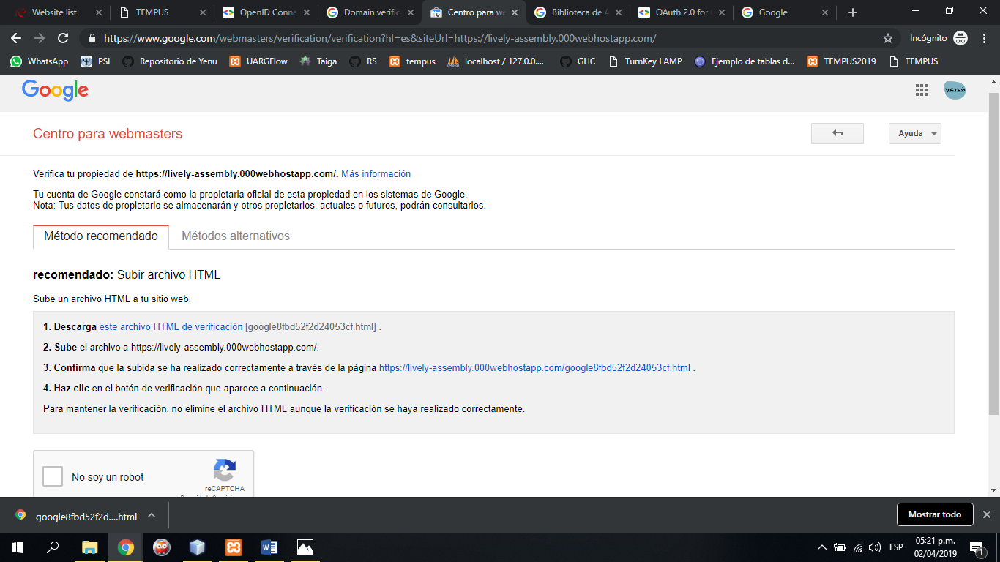 Website list
TEMPUS
OpenID Conne
Domain verific
Centro para we
Biblioteca de A
OAuth 2.0 for
Google
https://www.google.com/webmasters/verification/verification?hl=es&siteUrl=https://lively-assembly.000webhostapp.com/
Incógnito
WhatsApp
PSI
Repositorio de Yenu
UARGFlow
Taiga
RS
tempus
localhost / 127.0.0....
GHC
TurnKey LAMP
Ejemplo de tablas d...
TEMPUS2019
TEMPUS
Google
yenu
Centro para webmasters
Ayuda
Verifica tu propiedad de https://lively-assembly.000webhostapp.com/. Más información
Tu cuenta de Google constará como la propietaria oficial de esta propiedad en los sistemas de Google.
Nota: Tus datos de propietario se almacenarán y otros propietarios, actuales o futuros, podrán consultarlos.
Método recomendado
Métodos alternativos
recomendado: Subir archivo HTML
Sube un archivo HTML a tu sitio web.
1. Descarga este archivo HTML de verificación [google8fbd52f2d24053cf.html] .
2. Sube el archivo a https://lively-assembly.000webhostapp.com/.
3. Confirma que la subida se ha realizado correctamente a través de la página https://lively-assembly.000webhostapp.com/google8fbd52f2d24053cf.html .
4. Haz clic en el botón de verificación que aparece a continuación.
Para mantener la verificación, no elimine el archivo HTML aunque la verificación se haya realizado correctamente.
No soy un robot
reCAPTCHA
google8fbd52f2d....html
Mostrar todo
ESP
05:21 p.m.
02/04/2019
1